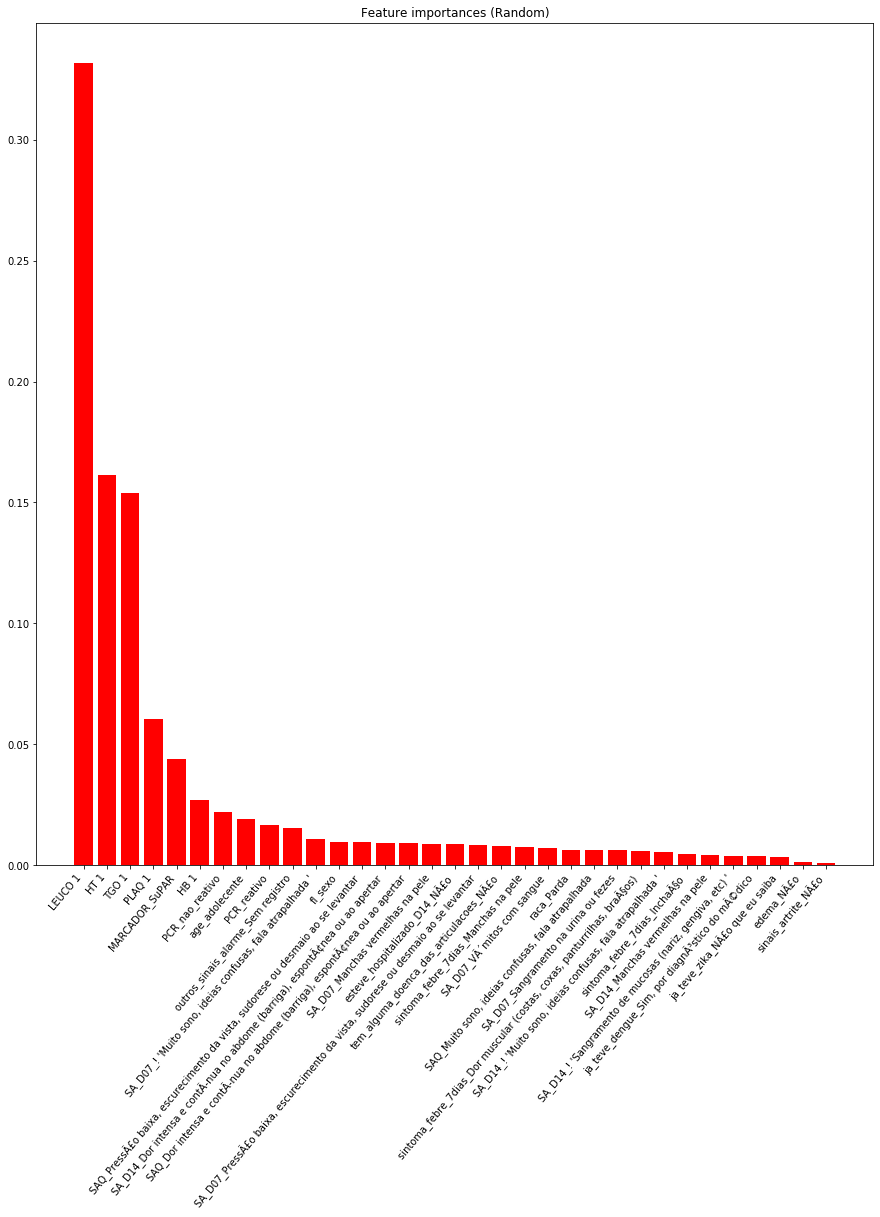 Feature importances (Random)
0.30
0.25
0.20
0.15
0.10
0.05
0.00
LEUCO 1
HT 1
TGO 1
PLAQ 1
MARCADOR_SuPAR
HB 1
PCR_nao_reativo
age_adolecente
PCR_reativo
outros_sinais_alarme_Sem registro
SA_D07_! 'Muito sono, ideias confusas, fala atrapalhada '
fl_sexo
SAQ_PressÃ£o baixa, escurecimento da vista, sudorese ou desmaio ao se levantar
SA_D14_Dor intensa e contÃ­nua no abdome (barriga), espontÃ¢nea ou ao apertar
SAQ_Dor intensa e contÃ­nua no abdome (barriga), espontÃ¢nea ou ao apertar
SA_D07_Manchas vermelhas na pele
esteve_hospitalizado_D14_NÃ£o
SA_D07_PressÃ£o baixa, escurecimento da vista, sudorese ou desmaio ao se levantar
tem_alguma_doenca_das_articulacoes_NÃ£o
sintoma_febre_7dias_Manchas na pele
SA_D07_VÃ´mitos com sangue
raca_Parda
SAQ_Muito sono, ideias confusas, fala atrapalhada
SA_D07_Sangramento na urina ou fezes
sintoma_febre_7dias_Dor muscular (costas, coxas, panturrilhas, braÃ§os)
SA_D14_! 'Muito sono, ideias confusas, fala atrapalhada '
sintoma_febre_7dias_InchaÃ§o
SA_D14_Manchas vermelhas na pele
SA_D14_! 'Sangramento de mucosas (nariz, gengiva, etc) '
ja_teve_dengue_Sim, por diagnÃ³stico do mÃ©dico
ja_teve_zika_NÃ£o que eu saiba
edema_NÃ£o
sinais_artrite_NÃ£o